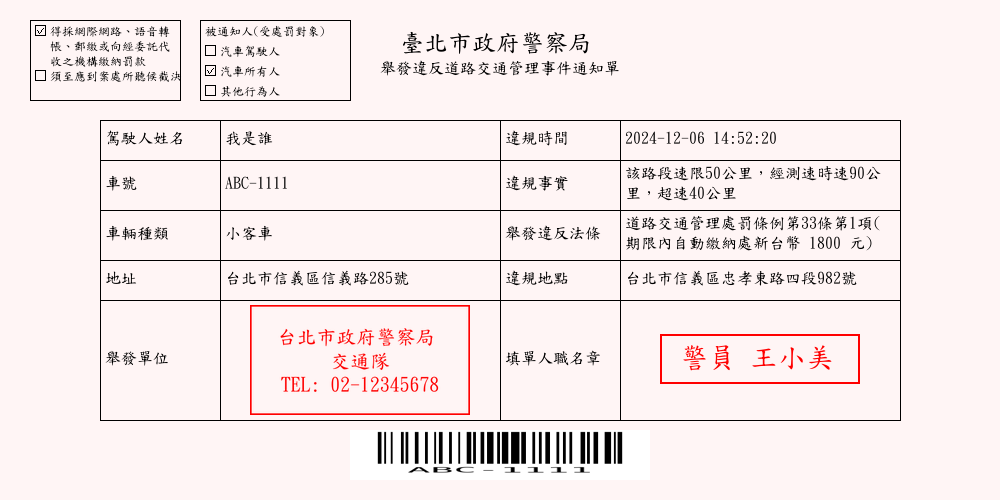 ☑ 得採網際網路、語音轉
帳、郵繳或向經委託代
收之機構繳納罰款
☐ 須至應到案處所聽候裁決
被通知人(受處罰對象)
☐ 汽車駕駛人
☑ 汽車所有人
☐ 其他行為人
臺北市政府警察局
舉發違反道路交通管理事件通知單
駕駛人姓名 我是誰 違規時間 2024-12-06 14:52:20
車號 ABC-1111 違規事實 該路段速限50公里，經測速時速90公
里，超速40公里
車輛種類 小客車 舉發違反法條 道路交通管理處罰條例第33條第1項(
期限內自動繳納處新台幣 1800 元)
地址 台北市信義區信義路285號 違規地點 台北市信義區忠孝東路四段982號
舉發單位
台北市政府警察局
交通隊
TEL: 02-12345678
填單人職名章 警員 王小美
ABC-1111